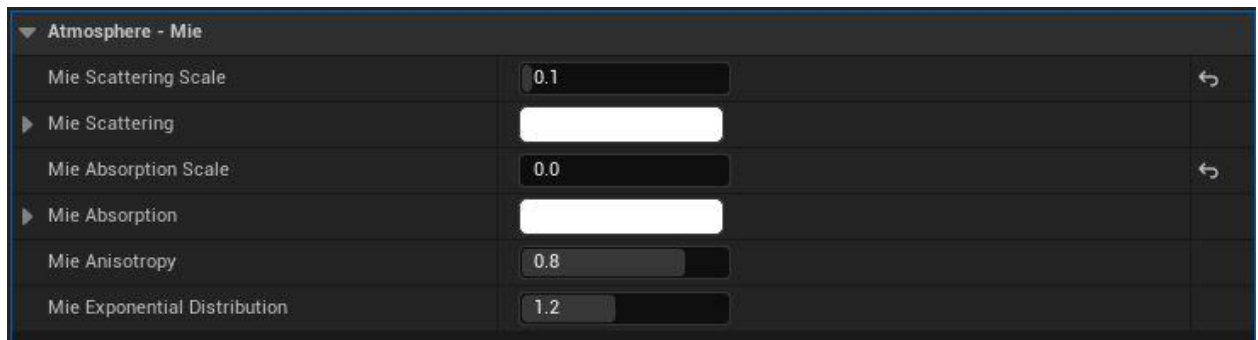 Atmosphere - Mie
Mie Scattering Scale 0.1
Mie Scattering
Mie Absorption Scale 0.0
Mie Absorption
Mie Anisotropy 0.8
Mie Exponential Distribution 1.2